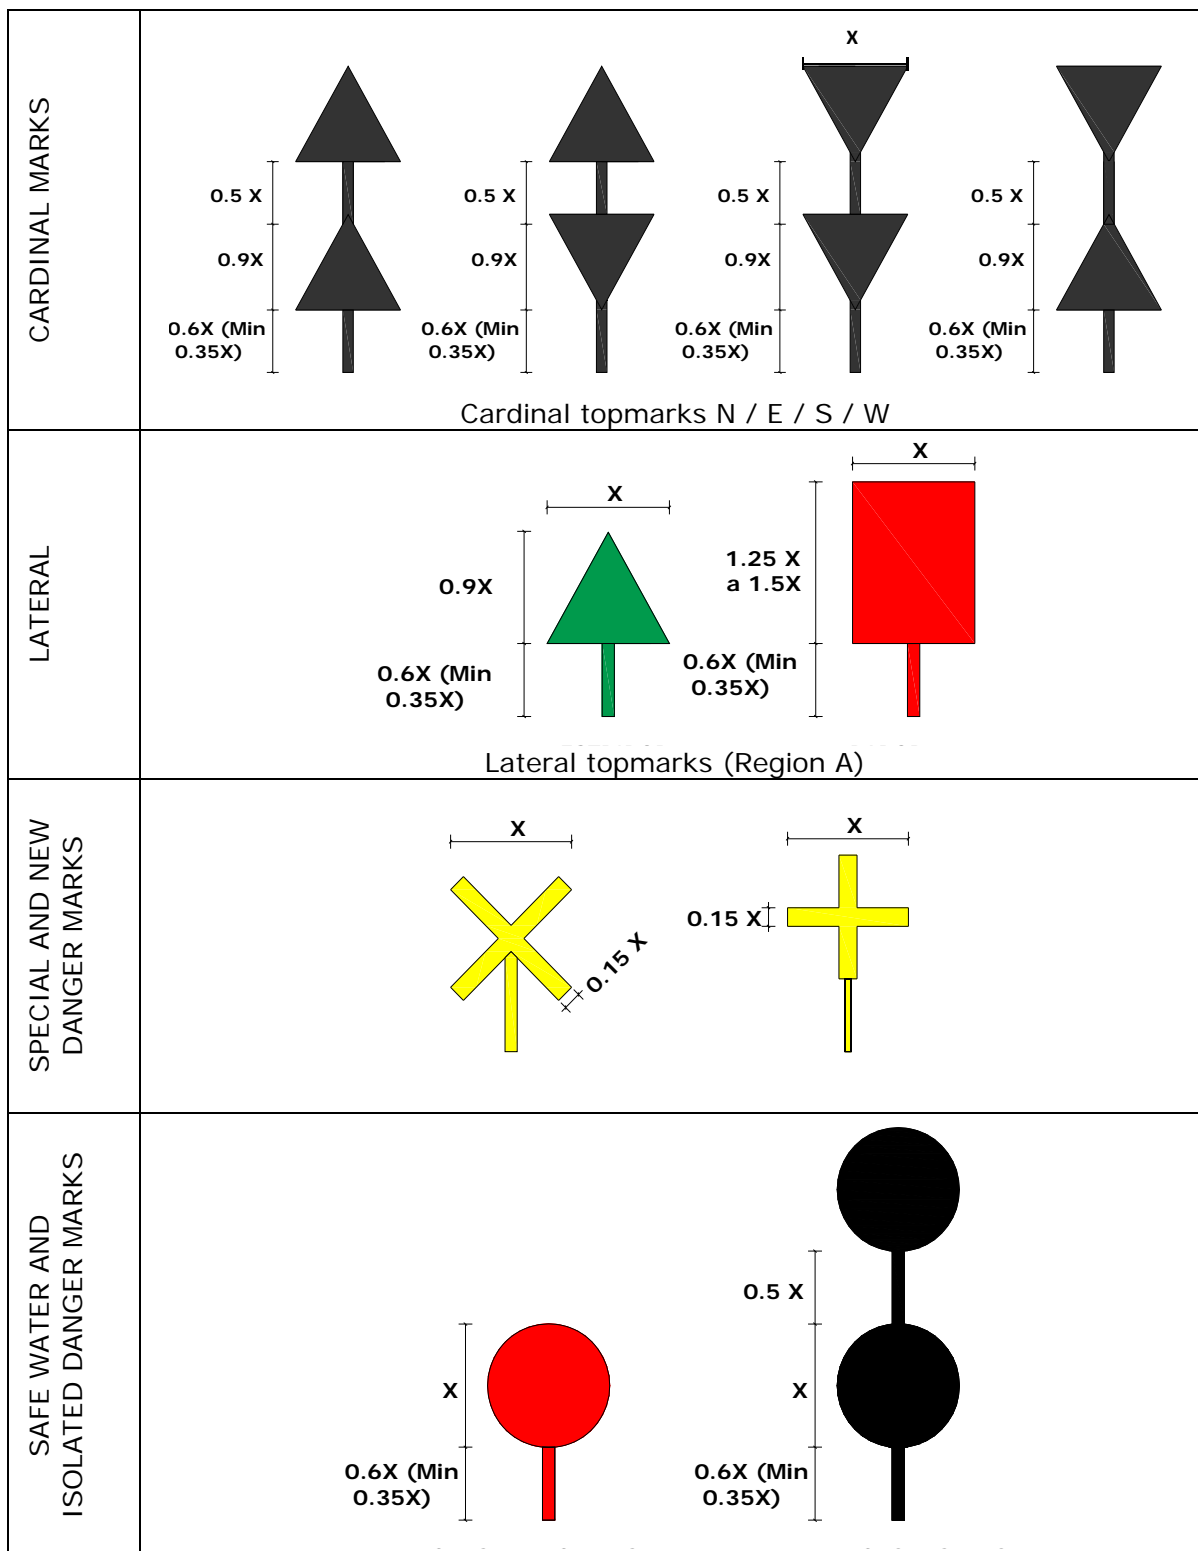 CARDINAL MARKS
X
0.5 X
0.5 X
0.5 X
0.5 X
0.9X
0.9X
0.9X
0.9X
0.6X (Min
0.35X)
0.6X (Min
0.35X)
0.6X (Min
0.35X)
0.6X (Min
0.35X)
Cardinal topmarks N / E / S / W
LATERAL
X
0.9X
0.6X (Min
0.35X)
X
1.25 X
a 1.5X
0.6X (Min
0.35X)
Lateral topmarks (Region A)
SPECIAL AND NEW
DANGER MARKS
X
0.15 X
X
0.15 X
SAFE WATER AND
ISOLATED DANGER MARKS
X
0.6X (Min
0.35X)
0.5 X
X
0.6X (Min
0.35X)